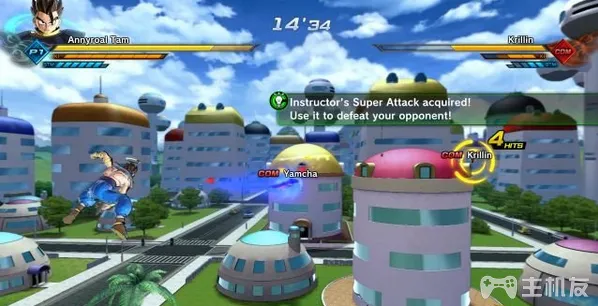 14'34
Annyroal Tam
Krillin
P1
COM
Instructor's Super Attack acquired!
Use it to defeat your opponent!
4
HITS
COM Krillin
COM Yamcha
主机友